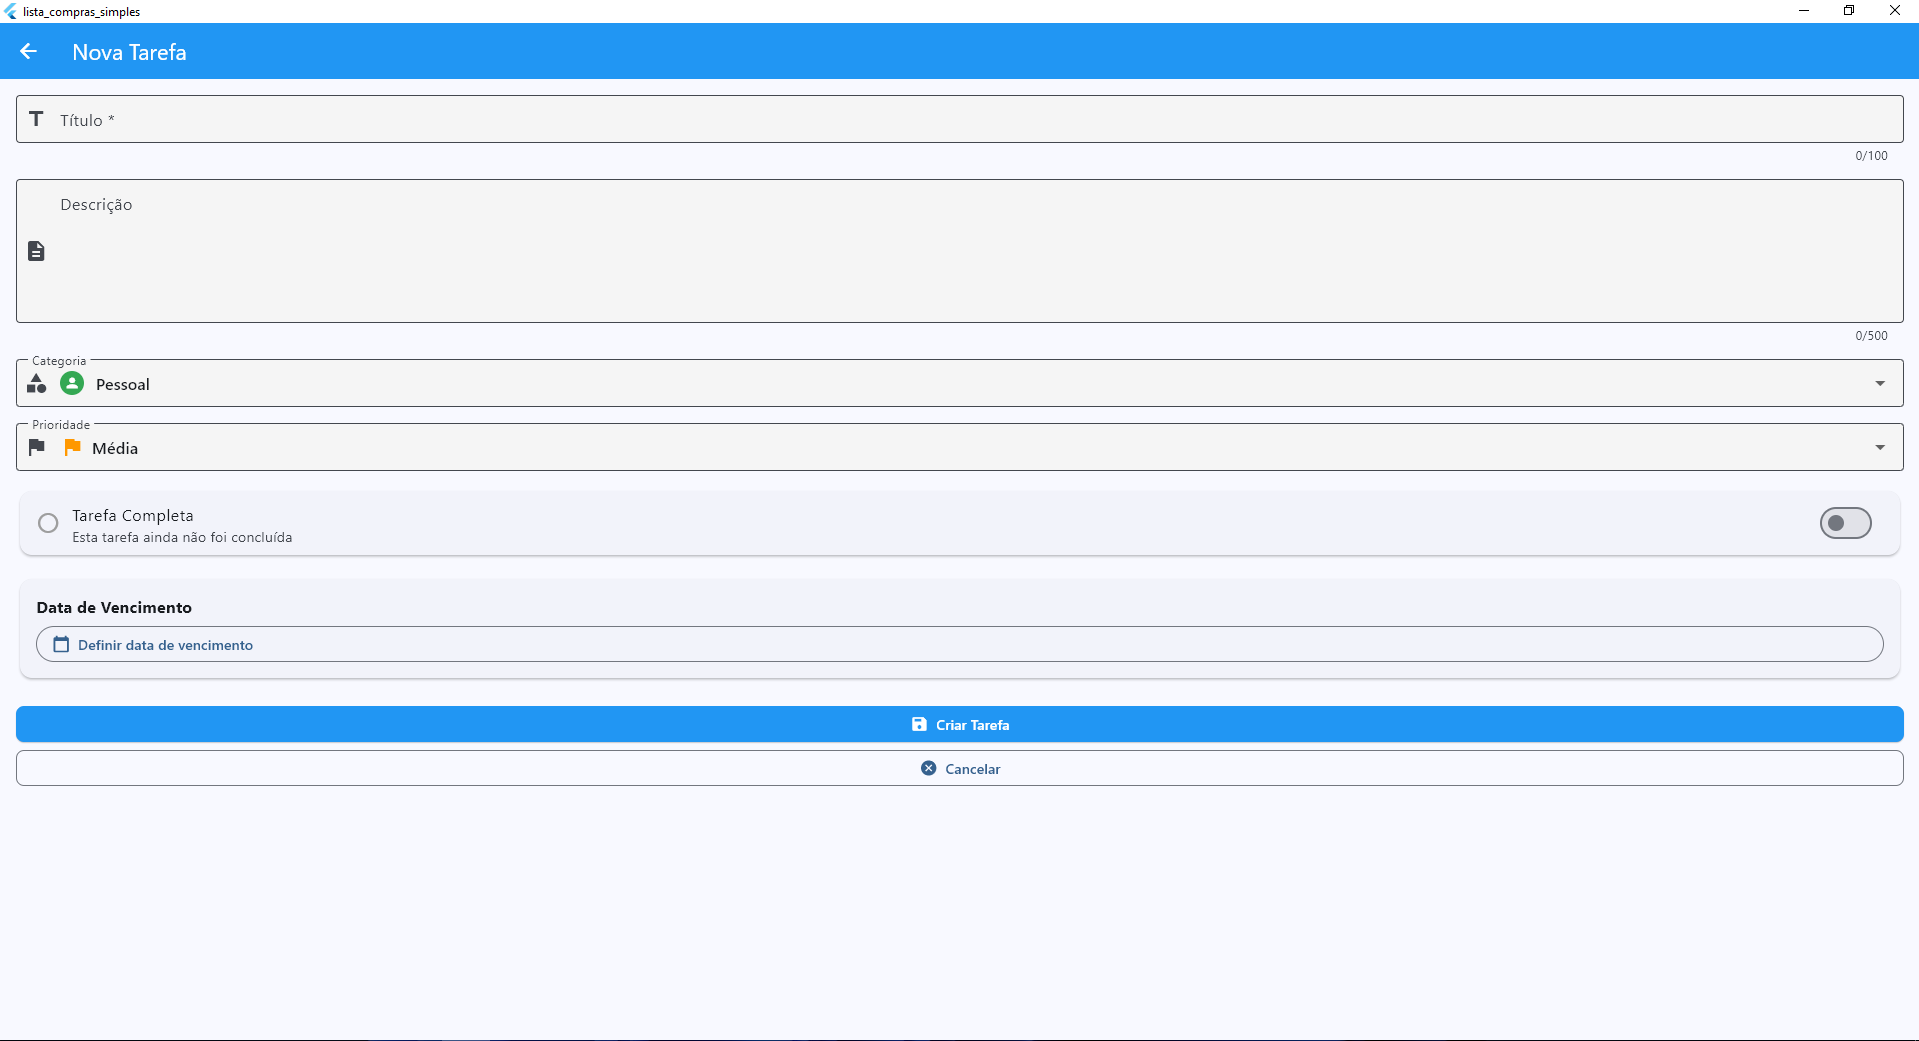 lista_compras_simples
Nova Tarefa
Título *
0/100
Descrição
0/500
Categoria
Pessoal
Prioridade
Média
Tarefa Completa
Esta tarefa ainda não foi concluída
Data de Vencimento
Definir data de vencimento
Criar Tarefa
Cancelar